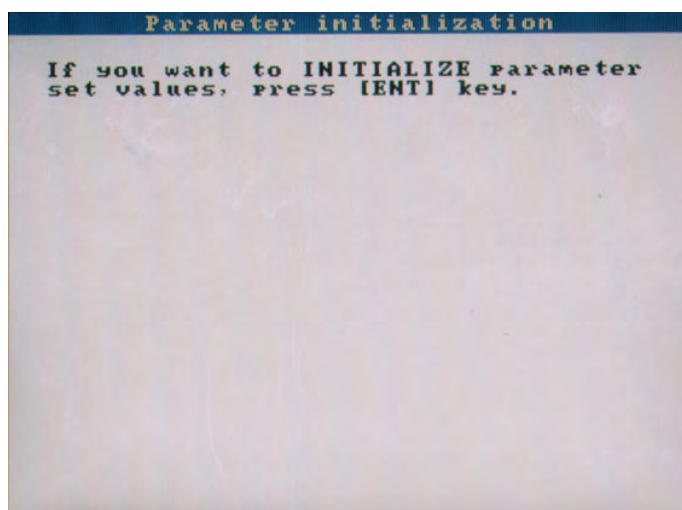 Parameter initialization
If you want to INITIALIZE parameter
set values, press [ENT] key.